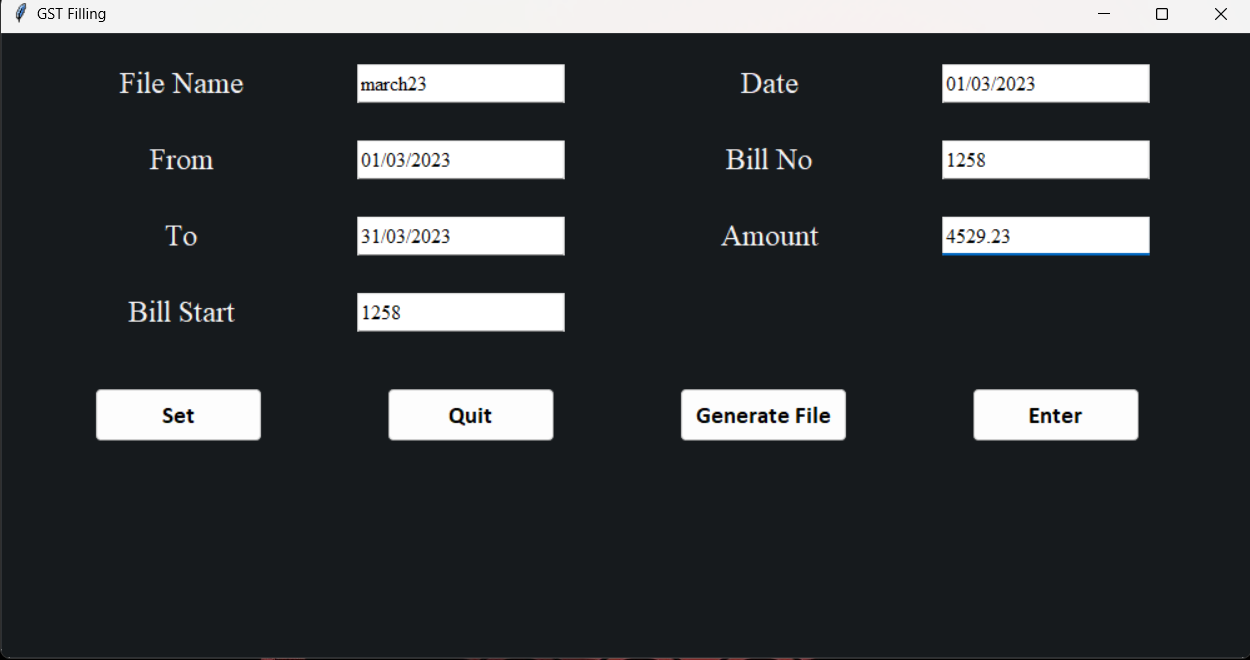 GST Filling
File Name march23 Date 01/03/2023
From 01/03/2023 Bill No 1258
To 31/03/2023 Amount 4529.23
Bill Start 1258
Set Quit Generate File Enter